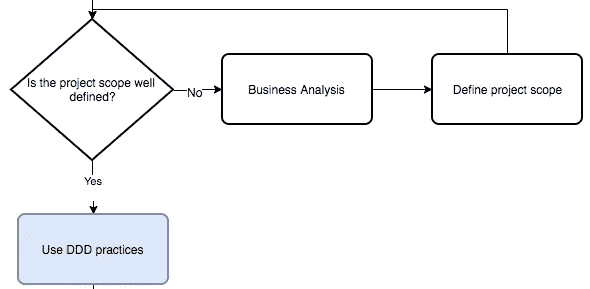 Is the project scope well
defined?
No
Business Analysis
Define project scope
Yes
Use DDD practices